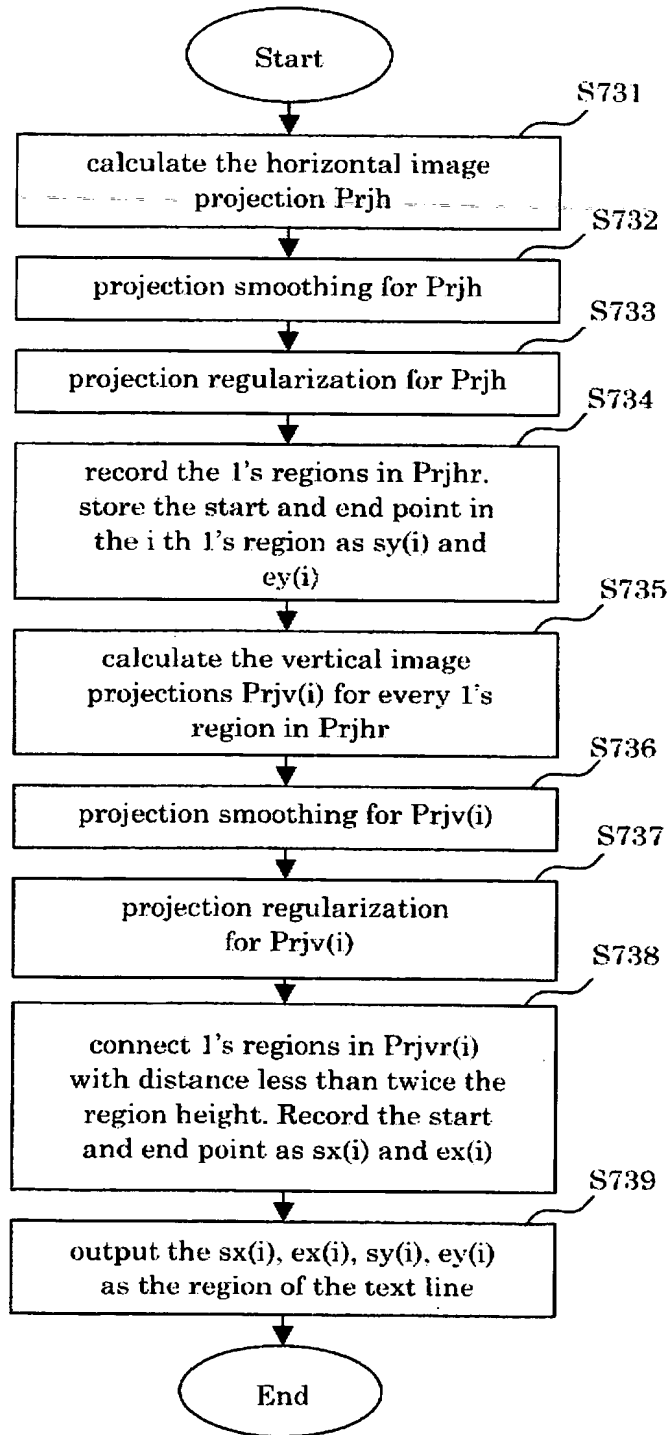 Start
S731
calculate the horizontal image
projection Prjh
S732
projection smoothing for Prjh
S733
projection regularization for Prjh
S734
record the 1's regions in Prjhr.
store the start and end point in
the i th 1's region as sy(i) and
ey(i)
S735
calculate the vertical image
projections Prjv(i) for every 1's
region in Prjhr
S736
projection smoothing for Prjv(i)
S737
projection regularization
for Prjv(i)
S738
connect 1's regions in Prjvr(i)
with distance less than twice the
region height. Record the start
and end point as sx(i) and ex(i)
S739
output the sx(i), ex(i), sy(i), ey(i)
as the region of the text line
End